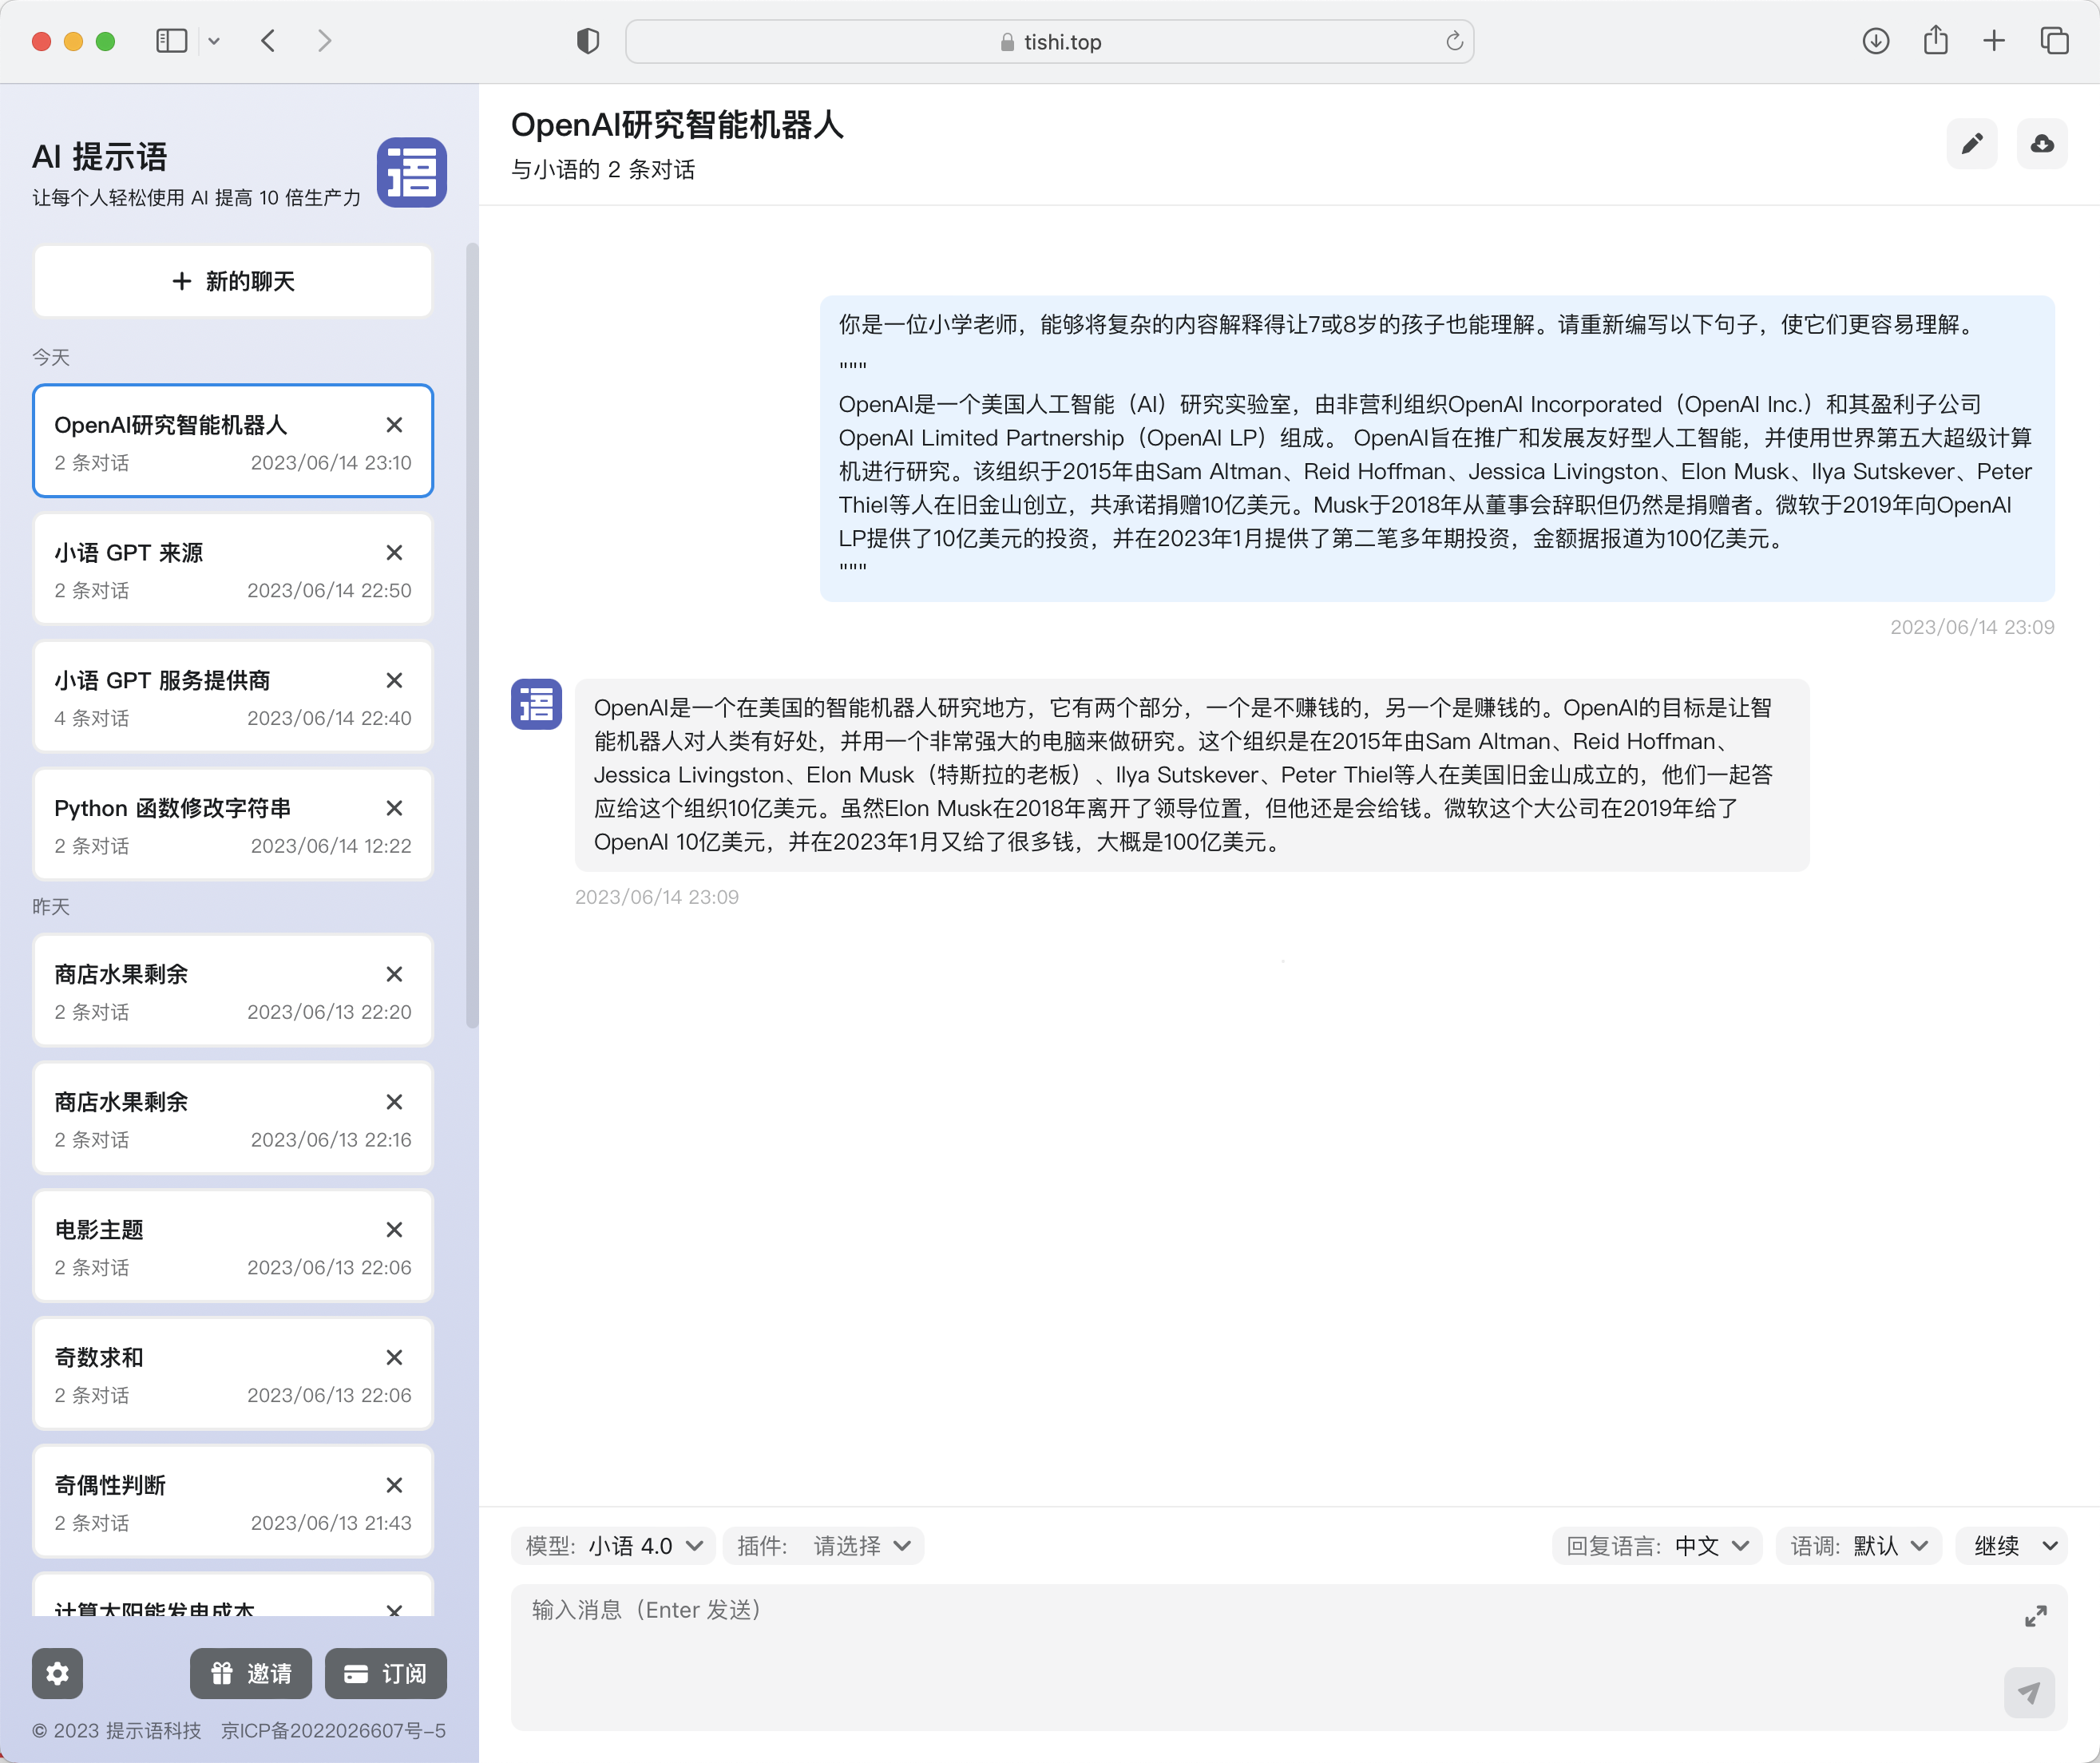 tishi.top
AI 提示语
让每个人轻松使用 AI 提高 10 倍生产力
语
新的聊天
今天
OpenAI研究智能机器人
2 条对话 2023/06/14 23:10
小语 GPT 来源
2 条对话 2023/06/14 22:50
小语 GPT 服务提供商
4 条对话 2023/06/14 22:40
Python 函数修改字符串
2 条对话 2023/06/14 12:22
昨天
商店水果剩余
2 条对话 2023/06/13 22:20
商店水果剩余
2 条对话 2023/06/13 22:16
电影主题
2 条对话 2023/06/13 22:06
奇数求和
2 条对话 2023/06/13 22:06
奇偶性判断
2 条对话 2023/06/13 21:43
计算太阳能发电成本
邀请
订阅
© 2023 提示语科技 京ICP备2022026607号-5
OpenAI研究智能机器人
与小语的 2 条对话
你是一位小学老师，能够将复杂的内容解释得让7或8岁的孩子也能理解。请重新编写以下句子，使它们更容易理解。
"""
OpenAI是一个美国人工智能（AI）研究实验室，由非营利组织OpenAI Incorporated（OpenAI Inc.）和其盈利子公司
OpenAI Limited Partnership（OpenAI LP）组成。 OpenAI旨在推广和发展友好型人工智能，并使用世界第五大超级计算
机进行研究。该组织于2015年由Sam Altman、Reid Hoffman、Jessica Livingston、Elon Musk、Ilya Sutskever、Peter
Thiel等人在旧金山创立，共承诺捐赠10亿美元。Musk于2018年从董事会辞职但仍然是捐赠者。微软于2019年向OpenAI
LP提供了10亿美元的投资，并在2023年1月提供了第二笔多年期投资，金额据报道为100亿美元。
"""
2023/06/14 23:09
语
OpenAI是一个在美国的智能机器人研究地方，它有两个部分，一个是不赚钱的，另一个是赚钱的。OpenAI的目标是让智
能机器人对人类有好处，并用一个非常强大的电脑来做研究。这个组织是在2015年由Sam Altman、Reid Hoffman、
Jessica Livingston、Elon Musk（特斯拉的老板）、Ilya Sutskever、Peter Thiel等人在美国旧金山成立的，他们一起答
应给这个组织10亿美元。虽然Elon Musk在2018年离开了领导位置，但他还是会给钱。微软这个大公司在2019年给了
OpenAI 10亿美元，并在2023年1月又给了很多钱，大概是100亿美元。
2023/06/14 23:09
模型: 小语 4.0
插件: 请选择
回复语言: 中文
语调: 默认
继续
输入消息（Enter 发送）